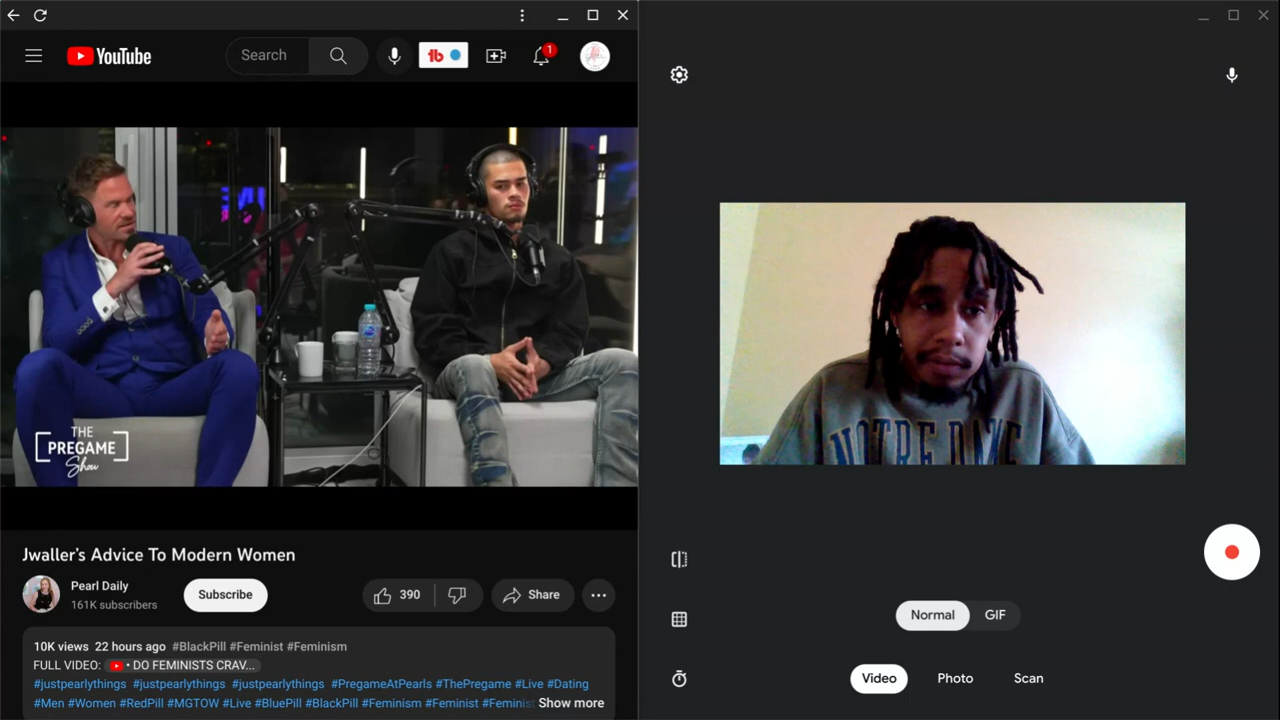 YouTube
Search
1
THE
PREGAME
Show
NOTRE DAME
Jwaller's Advice To Modern Women
Pearl Daily
161K subscribers
Subscribe
390
Share
10K views 22 hours ago #BlackPill #Feminist #Feminism
FULL VIDEO: • DO FEMINISTS CRAV...
#justpearlythings #justpearlythings #justpearlythings #PregameAtPearls #ThePregame #Live #Dating
#Men #Women #RedPill #MGTOW #Live #BluePill #BlackPill #Feminism #Feminist #Feminis Show more
Normal
GIF
Video
Photo
Scan